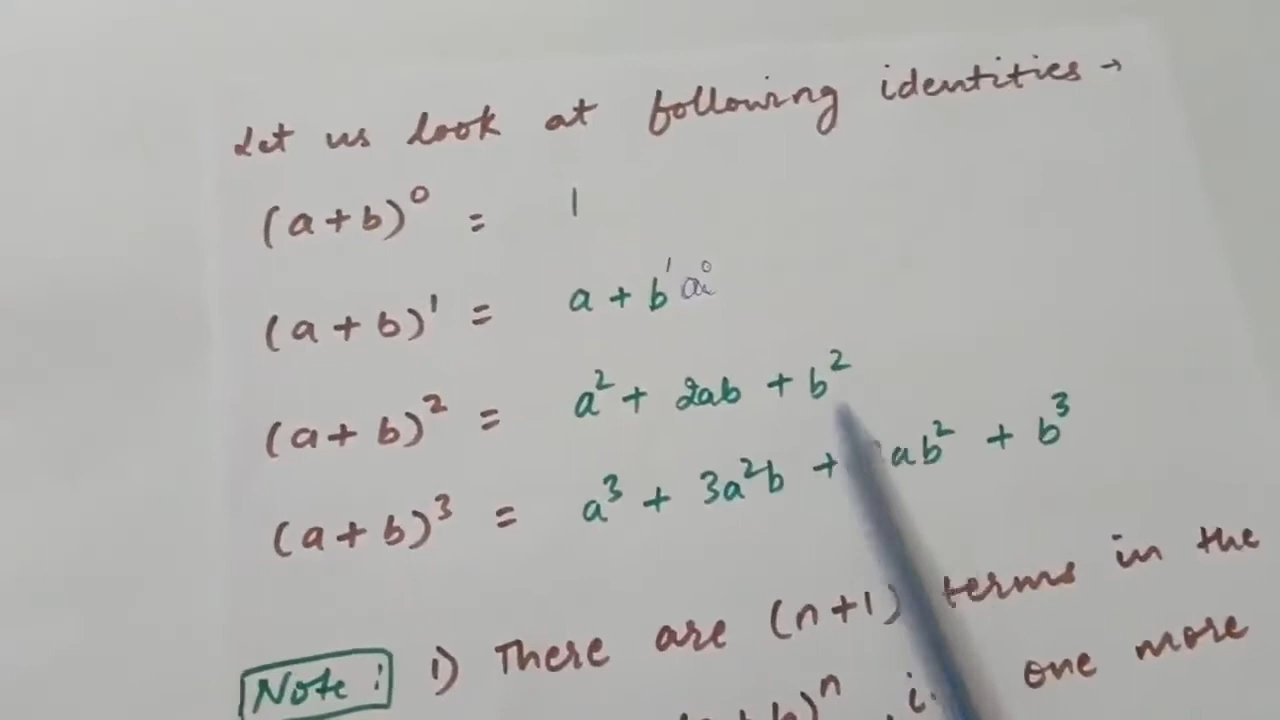 Let us look at following identities →
(a + b)⁰ = 1
(a + b)¹ = a + b¹a⁰
(a + b)² = a² + 2ab + b²
(a + b)³ = a³ + 3a²b + ab² + b³
Note: 1) There are (n+1) terms in the
b)ⁿ, one more